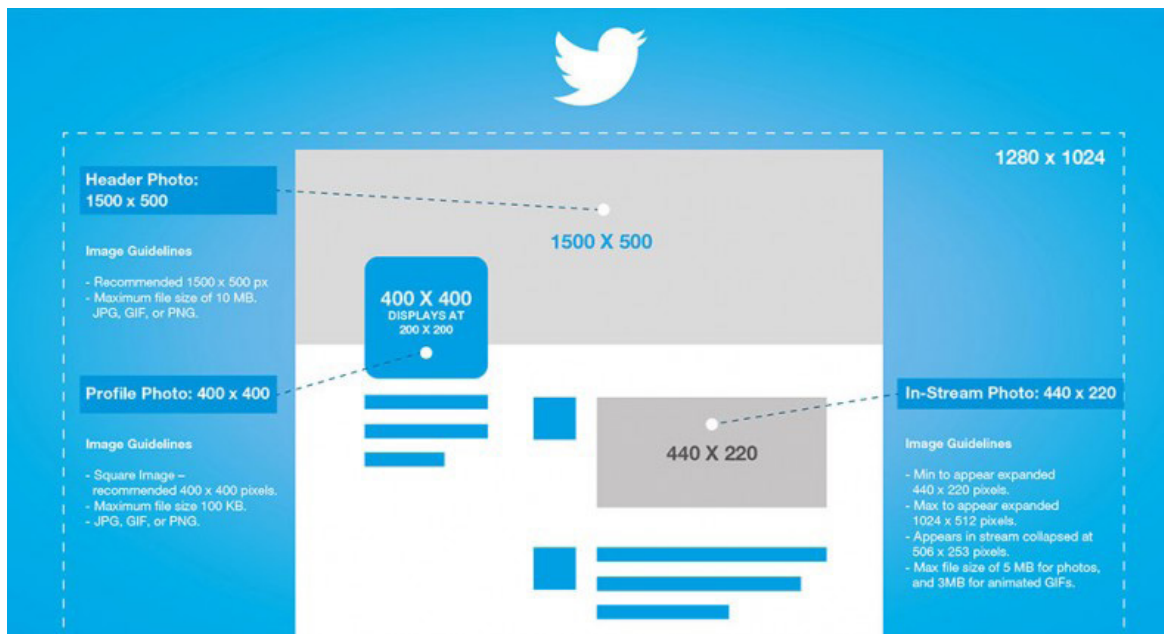 1280 x 1024
Header Photo:
1500 x 500
Image Guidelines
- Recommended 1500 x 500 px
- Maximum file size of 10 MB.
JPG, GIF, or PNG.
1500 X 500
400 X 400
DISPLAYS AT
200 X 200
Profile Photo: 400 x 400
Image Guidelines
- Square Image –
recommended 400 x 400 pixels.
- Maximum file size 100 KB.
- JPG, GIF, or PNG.
440 X 220
In-Stream Photo: 440 x 220
Image Guidelines
- Min to appear expanded
440 x 220 pixels.
- Max to appear expanded
1024 x 512 pixels.
- Appears in stream collapsed at
506 x 253 pixels.
- Max file size of 5 MB for photos,
and 3MB for animated GIFs.